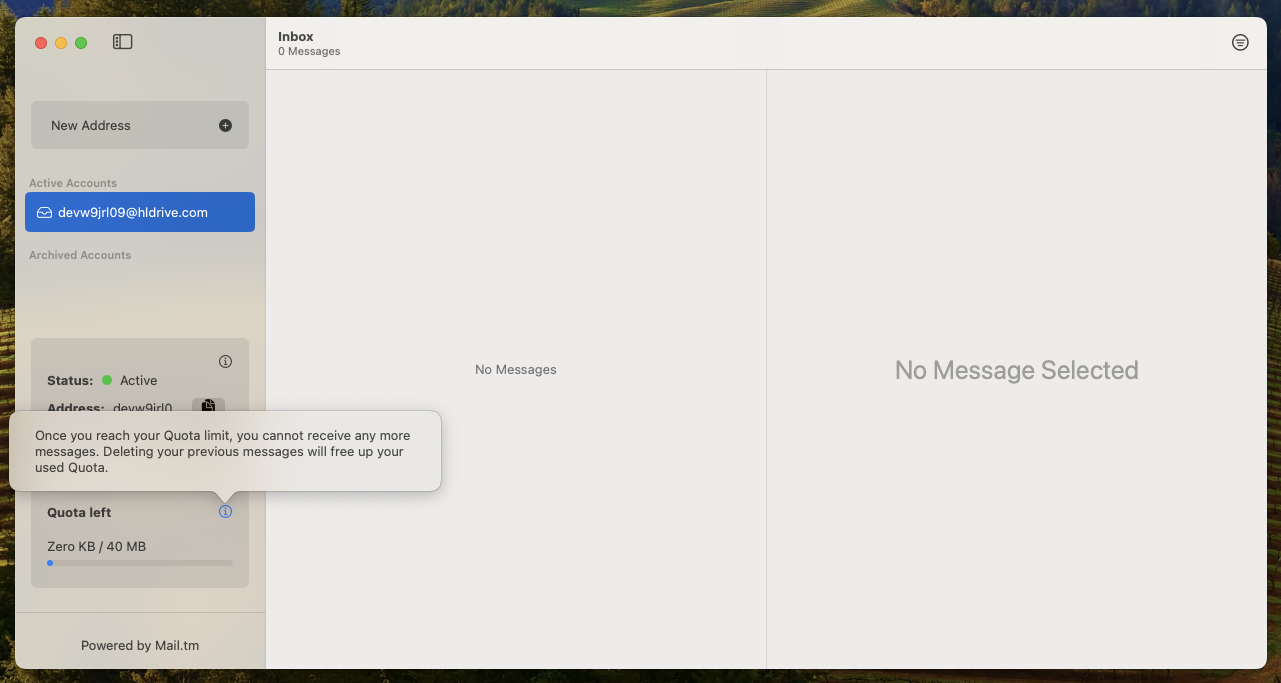 Inbox
0 Messages
New Address
Active Accounts
devw9jrl09@hldrive.com
Archived Accounts
No Messages
No Message Selected
Status: Active
Address: devw9jrl0
Once you reach your Quota limit, you cannot receive any more
messages. Deleting your previous messages will free up your
used Quota.
Quota left
Zero KB / 40 MB
Powered by Mail.tm